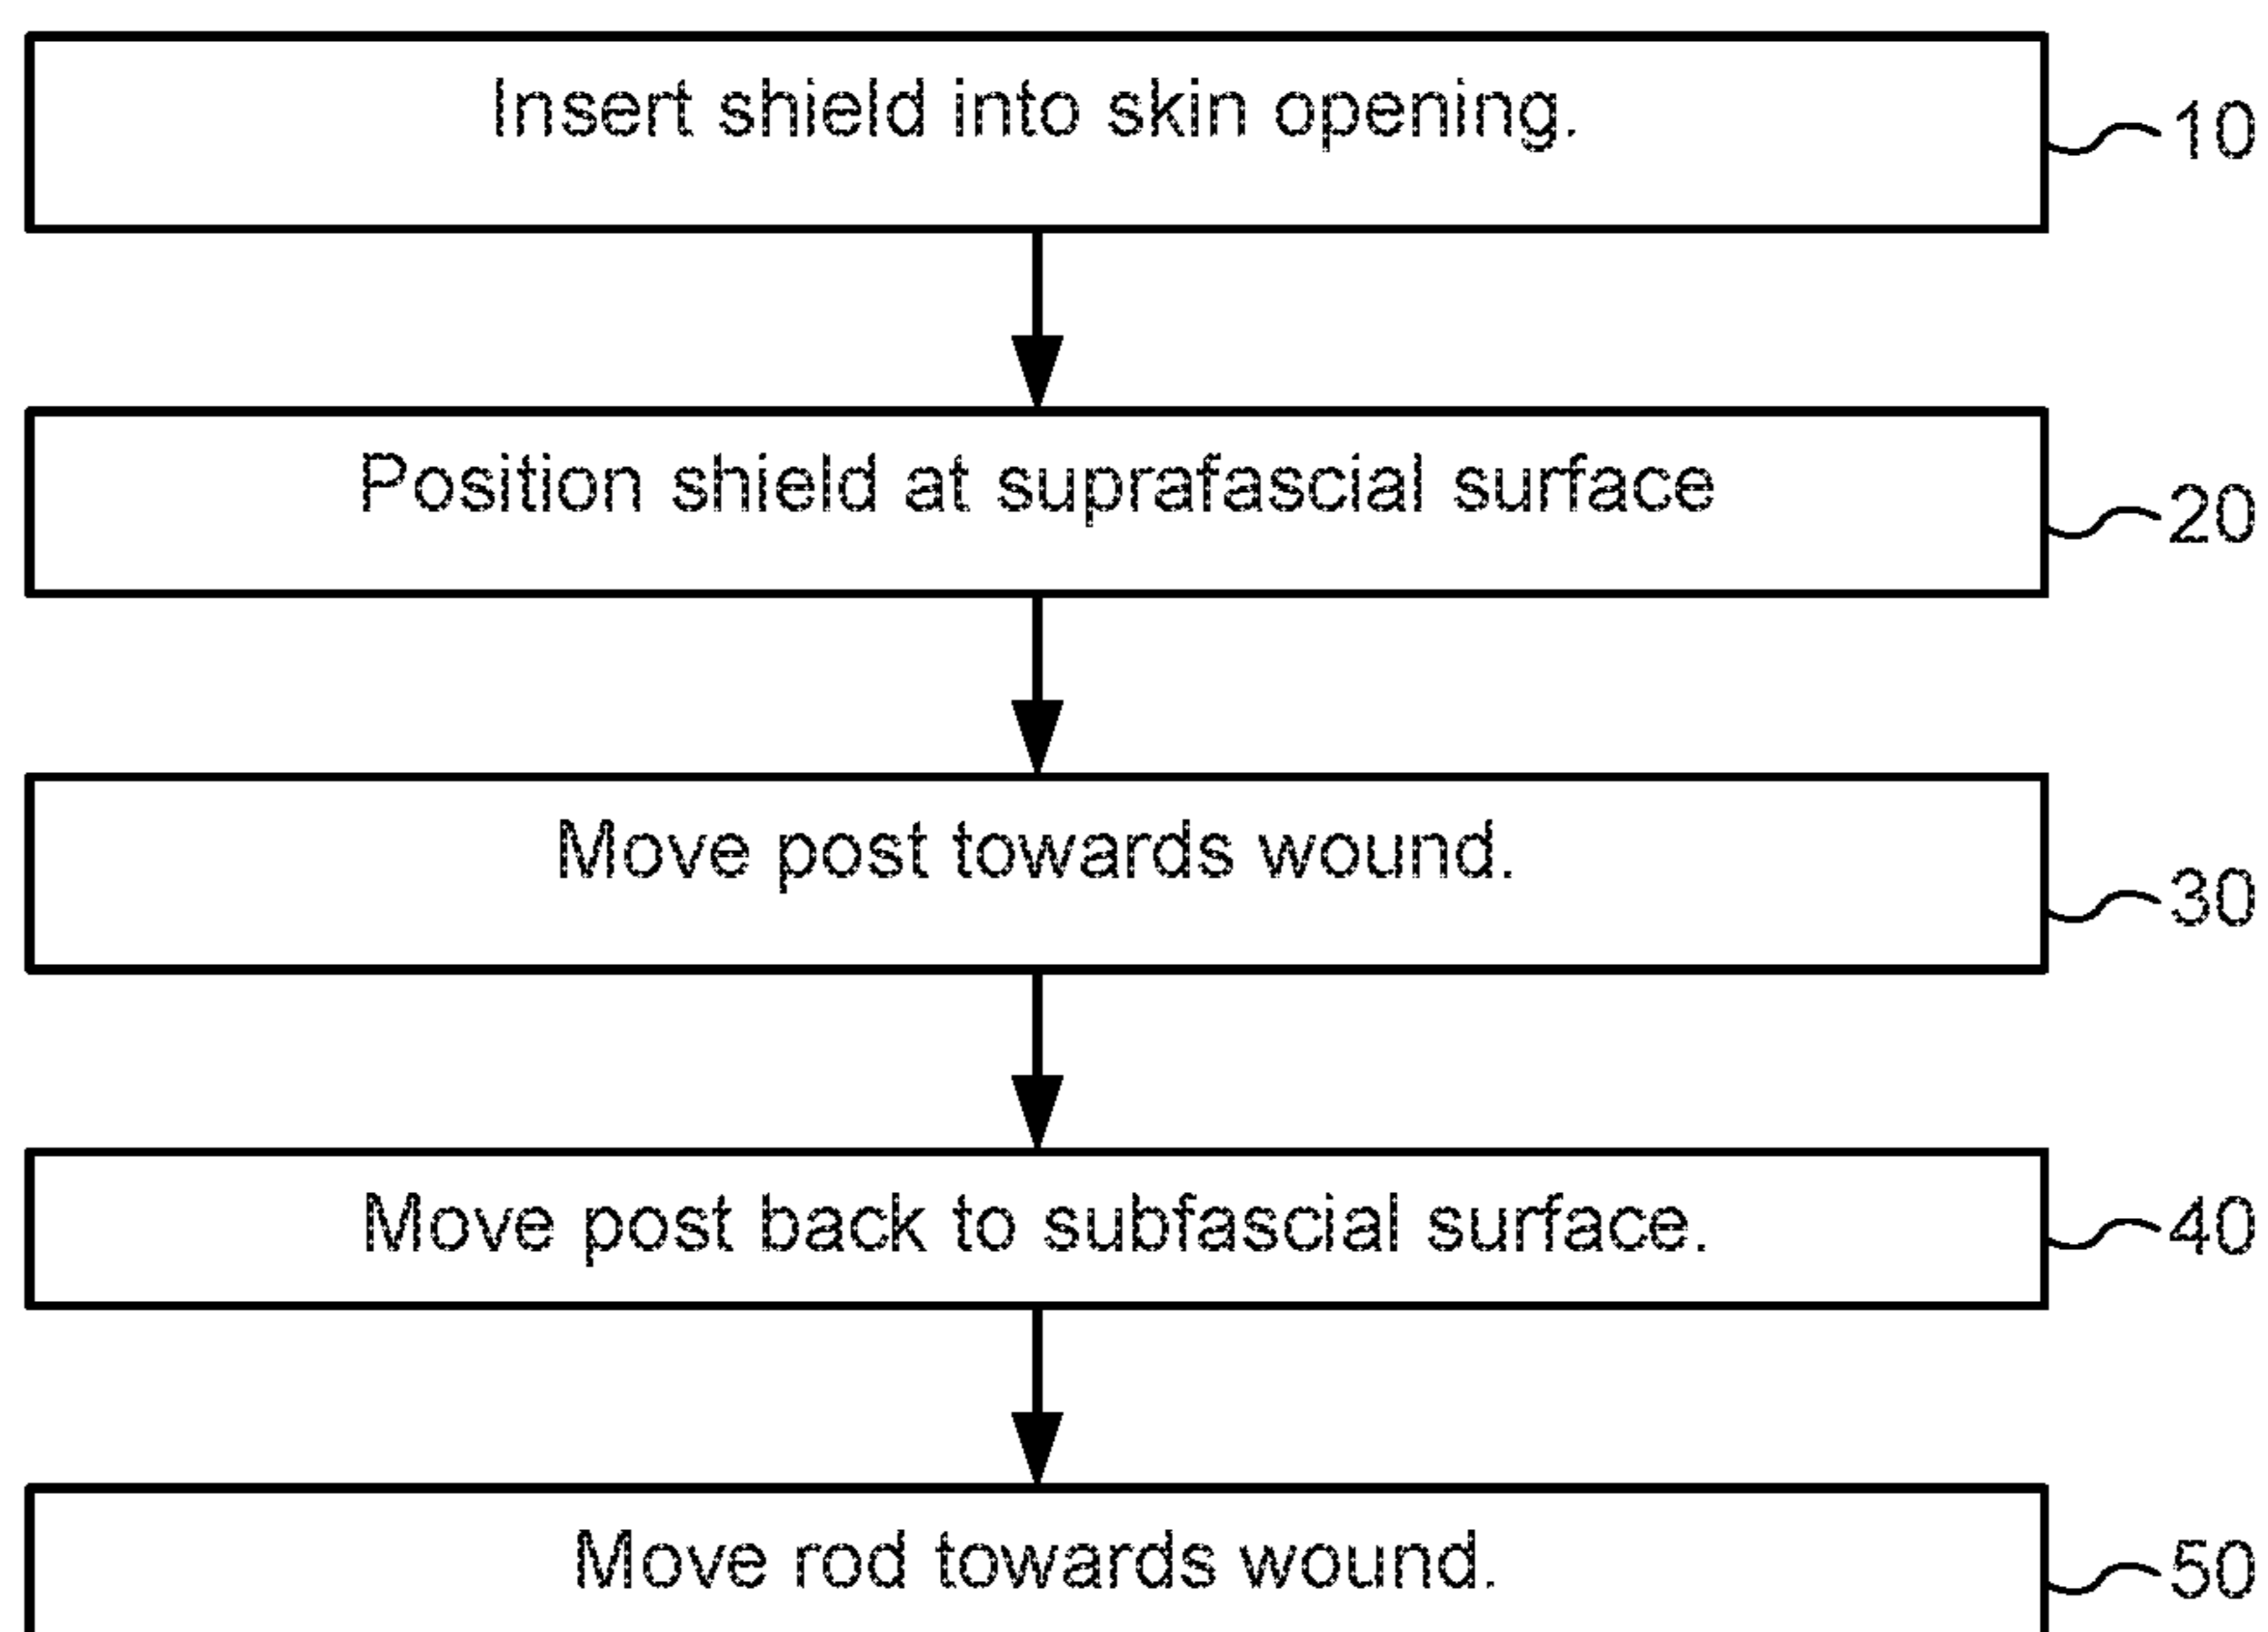 Insert shield into skin opening.
10
Position shield at suprafascial surface
20
Move post towards wound.
30
Move post back to subfascial surface.
40
Move rod towards wound.
50